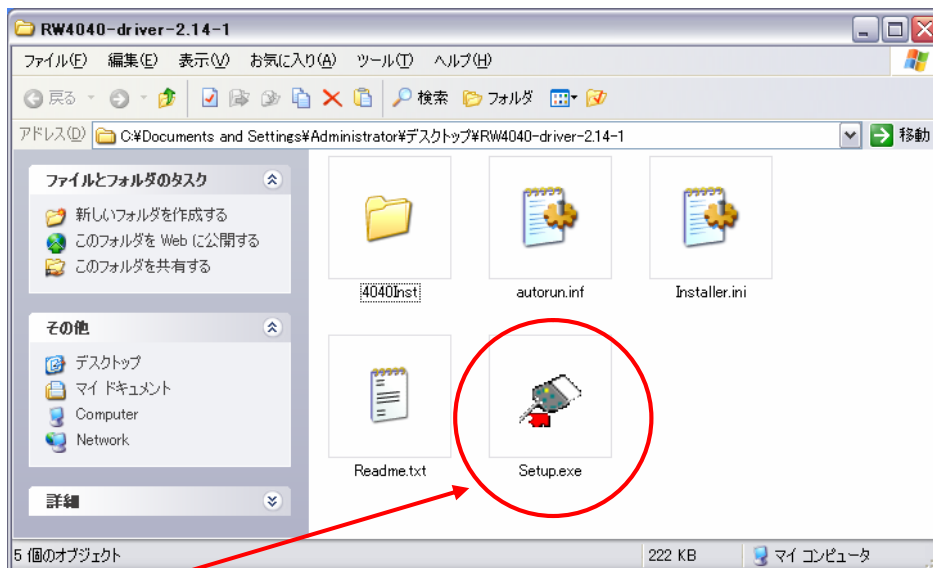 RW4040-driver-2.14-1
ファイル(F) 編集(E) 表示(V) お気に入り(A) ツール(T) ヘルプ(H)
戻る 検索 フォルダ
アドレス(D) C:¥Documents and Settings¥Administrator¥デスクトップ¥RW4040-driver-2.14-1 移動
ファイルとフォルダのタスク
新しいフォルダを作成する
このフォルダを Web に公開する
このフォルダを共有する
その他
デスクトップ
マイ ドキュメント
Computer
Network
詳細
4040Inst autorun.inf Installer.ini
Readme.txt Setup.exe
5 個のオブジェクト 222 KB マイ コンピュータ